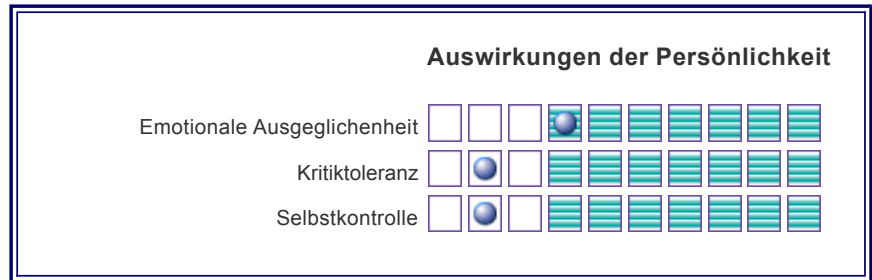 Auswirkungen der Persönlichkeit
Emotionale Ausgeglichenheit
Kritiktoleranz
Selbstkontrolle